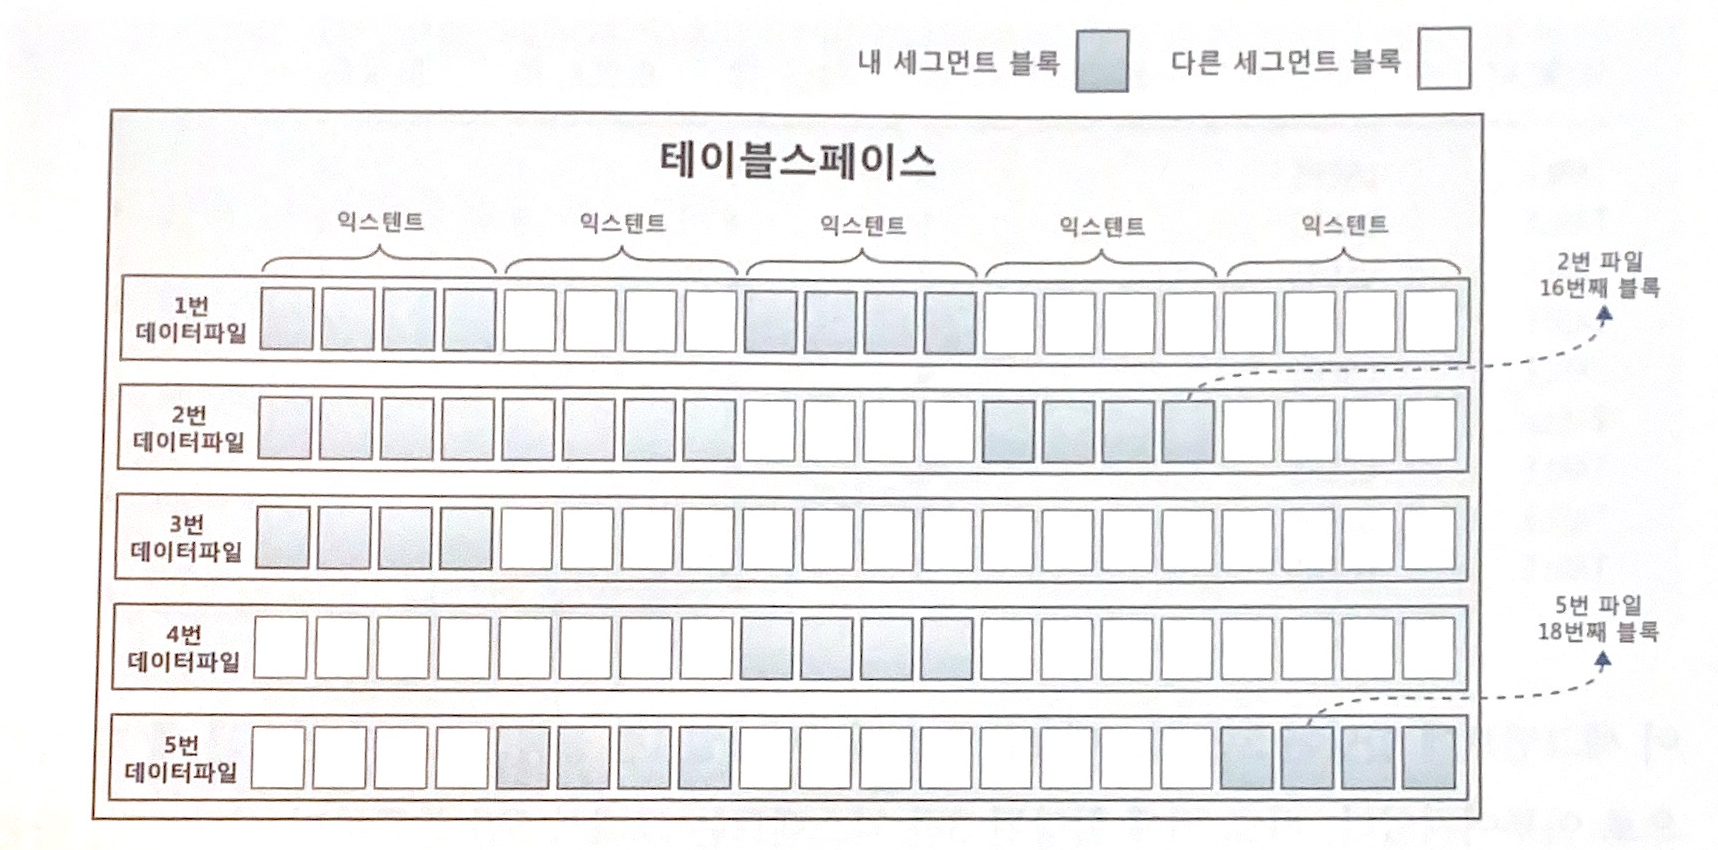 내 세그먼트 블록
다른 세그먼트 블록
테이블스페이스
익스텐트 익스텐트 익스텐트 익스텐트 익스텐트
1번
데이터파일
2번 파일
16번째 블록
2번
데이터파일
3번
데이터파일
4번
데이터파일
5번 파일
18번째 블록
5번
데이터파일